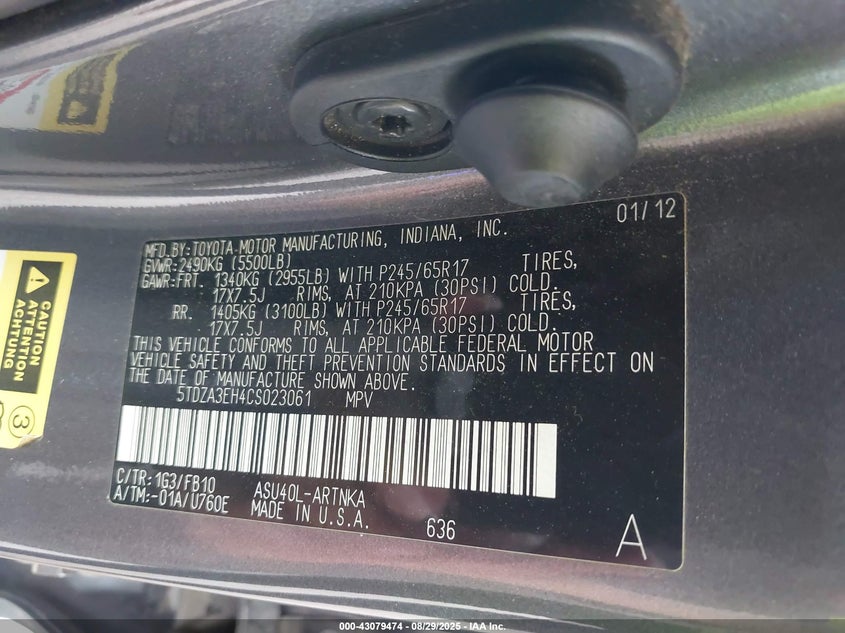 01/12
MFD.BY:TOYOTA MOTOR MANUFACTURING, INDIANA, INC.
GVWR:2490KG (5500LB)
GAWR:FRT. 1340KG (2955LB) WITH P245/65R17 TIRES,
17X7.5J RIMS, AT 210KPA (30PSI) COLD.
RR. 1405KG (3100LB) WITH P245/65R17 TIRES,
17X7.5J RIMS, AT 210KPA (30PSI) COLD.
THIS VEHICLE CONFORMS TO ALL APPLICABLE FEDERAL MOTOR
VEHICLE SAFETY AND THEFT PREVENTION STANDARDS IN EFFECT ON
THE DATE OF MANUFACTURE SHOWN ABOVE.
5TDZA3EH4CS023061 MPV
C/TR:1G3/FB10 ASU40L-ARTNKA
A/TM:-01A/U760E MADE IN U.S.A.
636
A
CAUTION
ATTENTION
ACHTUNG
3
000-43079474 - 08/29/2025 - COPYRIGHT © IAA